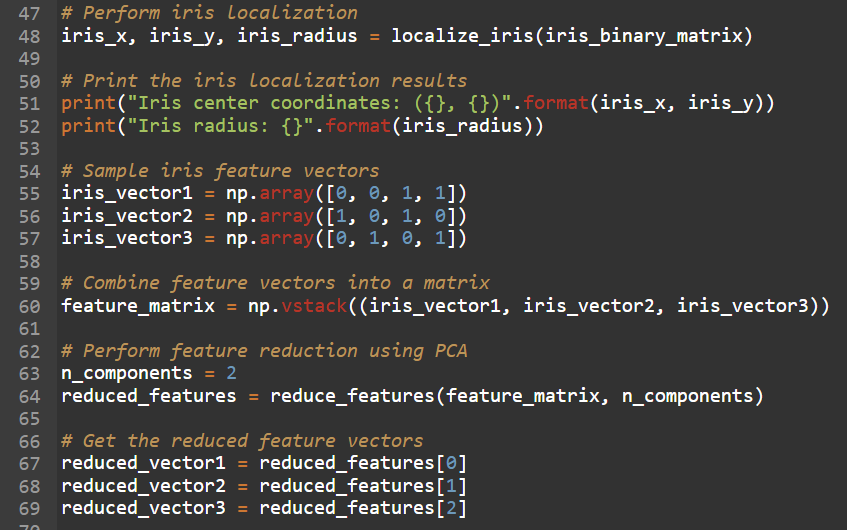 47 # Perform iris localization
48 iris_x, iris_y, iris_radius = localize_iris(iris_binary_matrix)
49
50 # Print the iris localization results
51 print("Iris center coordinates: ({}, {})".format(iris_x, iris_y))
52 print("Iris radius: {}".format(iris_radius))
53
54 # Sample iris feature vectors
55 iris_vector1 = np.array([0, 0, 1, 1])
56 iris_vector2 = np.array([1, 0, 1, 0])
57 iris_vector3 = np.array([0, 1, 0, 1])
58
59 # Combine feature vectors into a matrix
60 feature_matrix = np.vstack((iris_vector1, iris_vector2, iris_vector3))
61
62 # Perform feature reduction using PCA
63 n_components = 2
64 reduced_features = reduce_features(feature_matrix, n_components)
65
66 # Get the reduced feature vectors
67 reduced_vector1 = reduced_features[0]
68 reduced_vector2 = reduced_features[1]
69 reduced_vector3 = reduced_features[2]